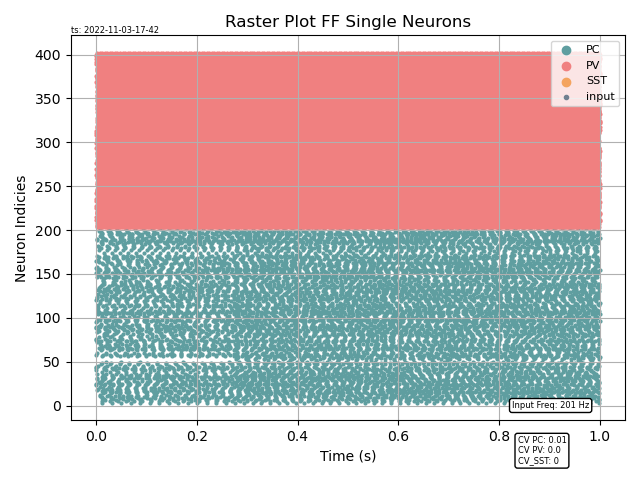 Raster Plot FF Single Neurons
ts: 2022-11-03-17-42
PC
PV
SST
input
Neuron Indicies
400
350
300
250
200
150
100
50
0
Input Freq: 201 Hz
0.0 0.2 0.4 0.6 0.8 1.0
Time (s)
CV PC: 0.01
CV PV: 0.0
CV_SST: 0